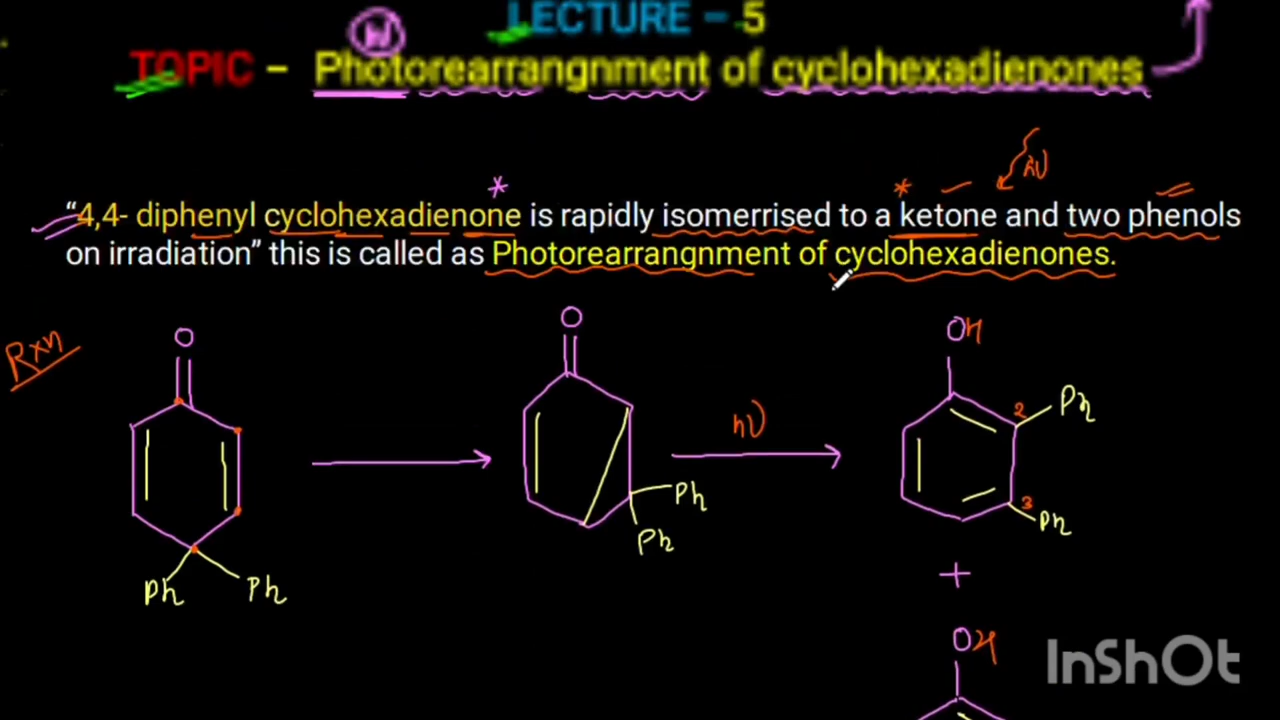 LECTURE - 5
TOPIC - Photorearrangnment of cyclohexadienones
hν
"4,4- diphenyl cyclohexadienone is rapidly isomerrised to a ketone and two phenols
on irradiation" this is called as Photorearrangnment of cyclohexadienones.
Rxn
O
Ph Ph
O
Ph
Ph
hν
OH
2
Ph
3
Ph
+
OH
InShOt